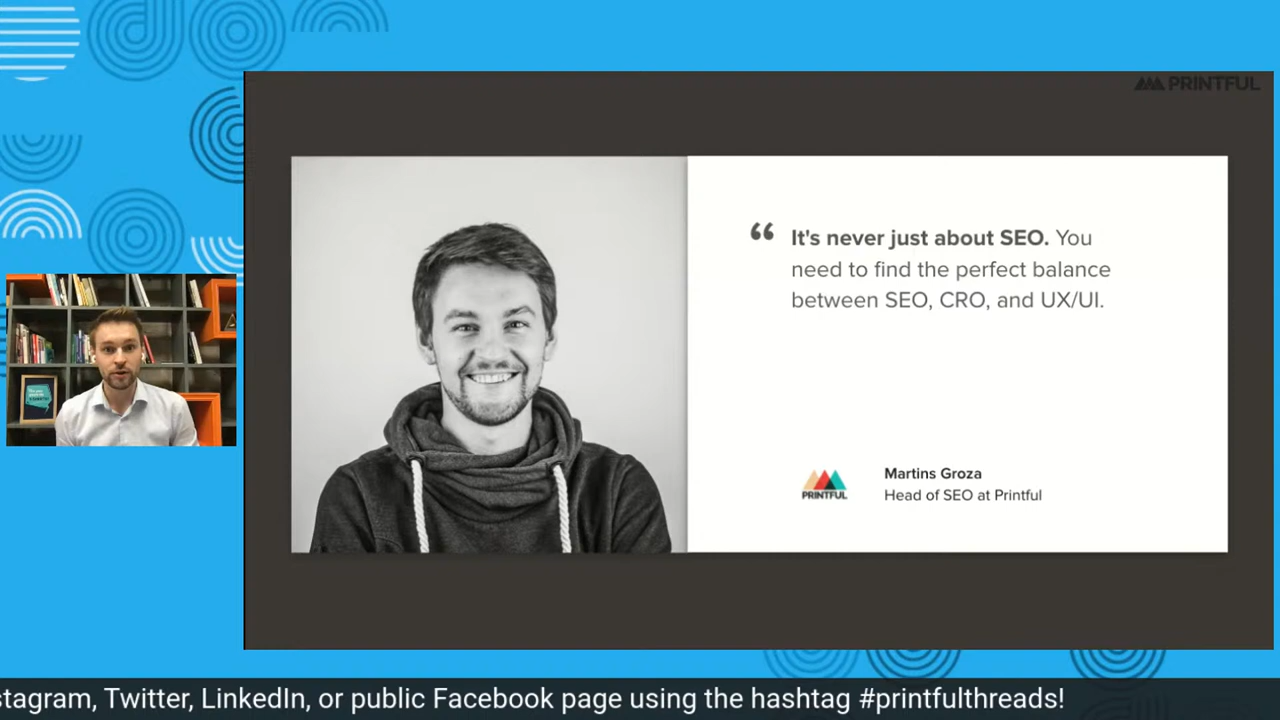 PRINTFUL
“ It's never just about SEO. You
need to find the perfect balance
between SEO, CRO, and UX/UI.
PRINTFUL
Martins Groza
Head of SEO at Printful
stagram, Twitter, LinkedIn, or public Facebook page using the hashtag #printfulthreads!